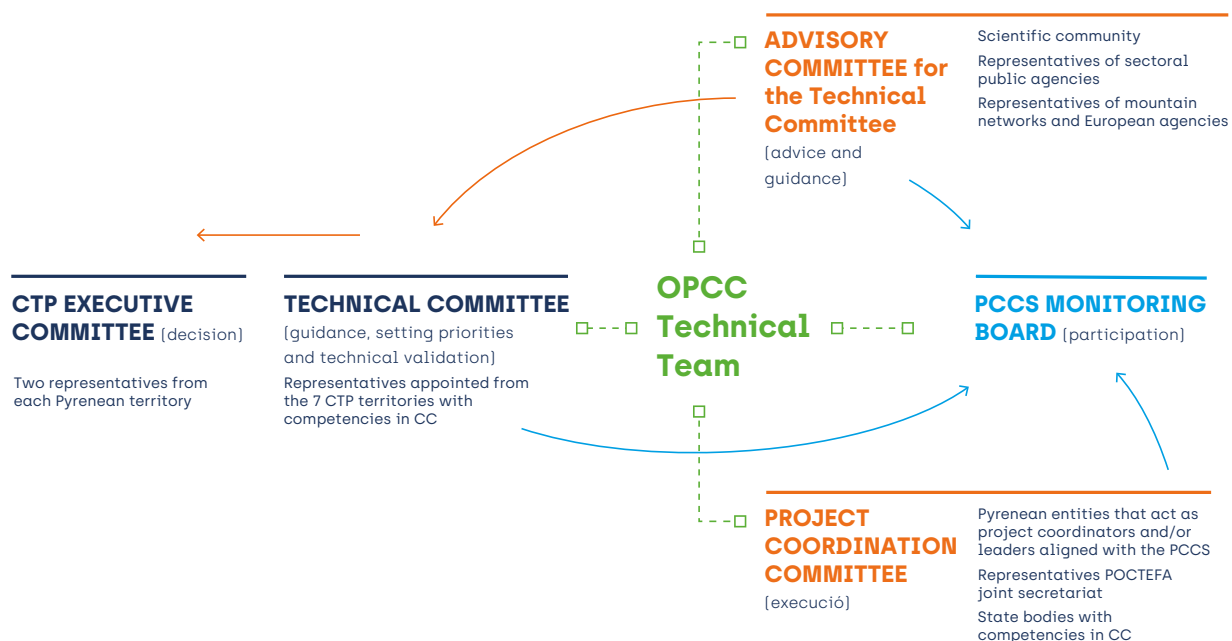 ADVISORY
COMMITTEE for
the Technical
Committee
(advice and
guidance)
Scientific community
Representatives of sectoral
public agencies
Representatives of mountain
networks and European agencies
CTP EXECUTIVE
COMMITTEE (decision)
Two representatives from
each Pyrenean territory
TECHNICAL COMMITTEE
(guidance, setting priorities
and technical validation)
Representatives appointed from
the 7 CTP territories with
competencies in CC
OPCC
Technical
Team
PCCS MONITORING
BOARD (participation)
PROJECT
COORDINATION
COMMITTEE
(execució)
Pyrenean entities that act as
project coordinators and/or
leaders aligned with the PCCS
Representatives POCTEFA
joint secretariat
State bodies with
competencies in CC